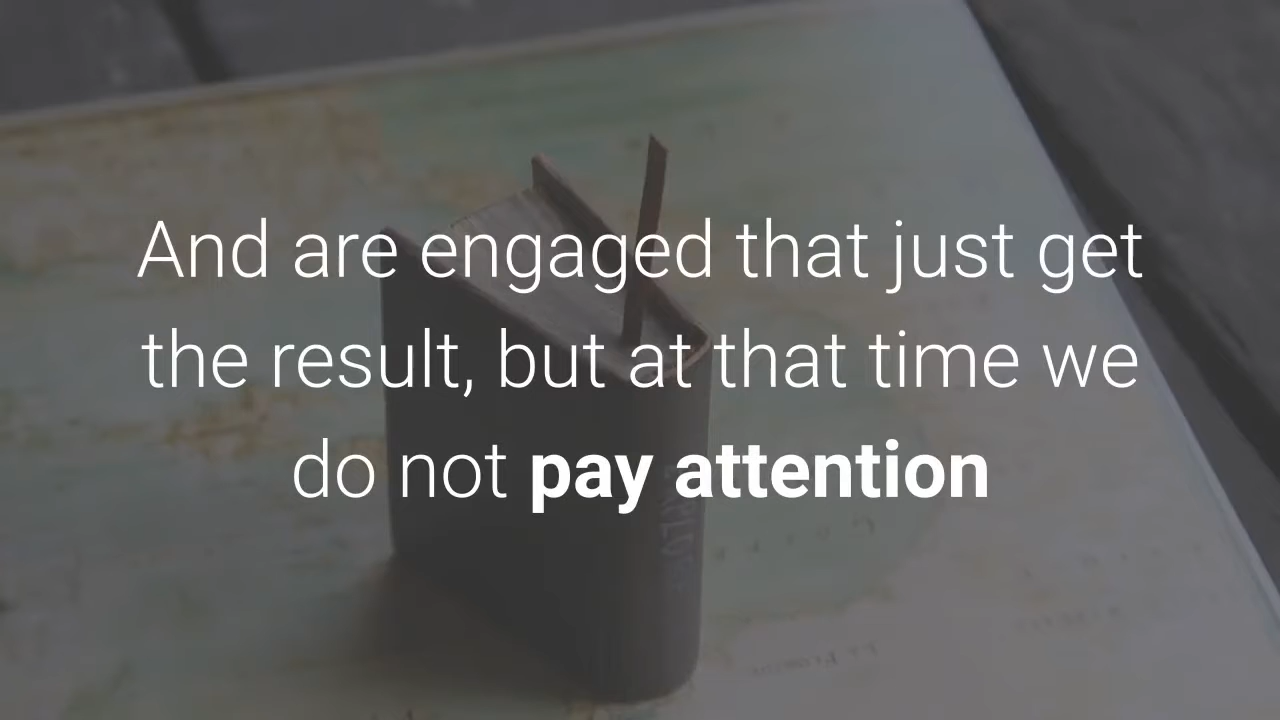 And are engaged that just get
the result, but at that time we
do not pay attention